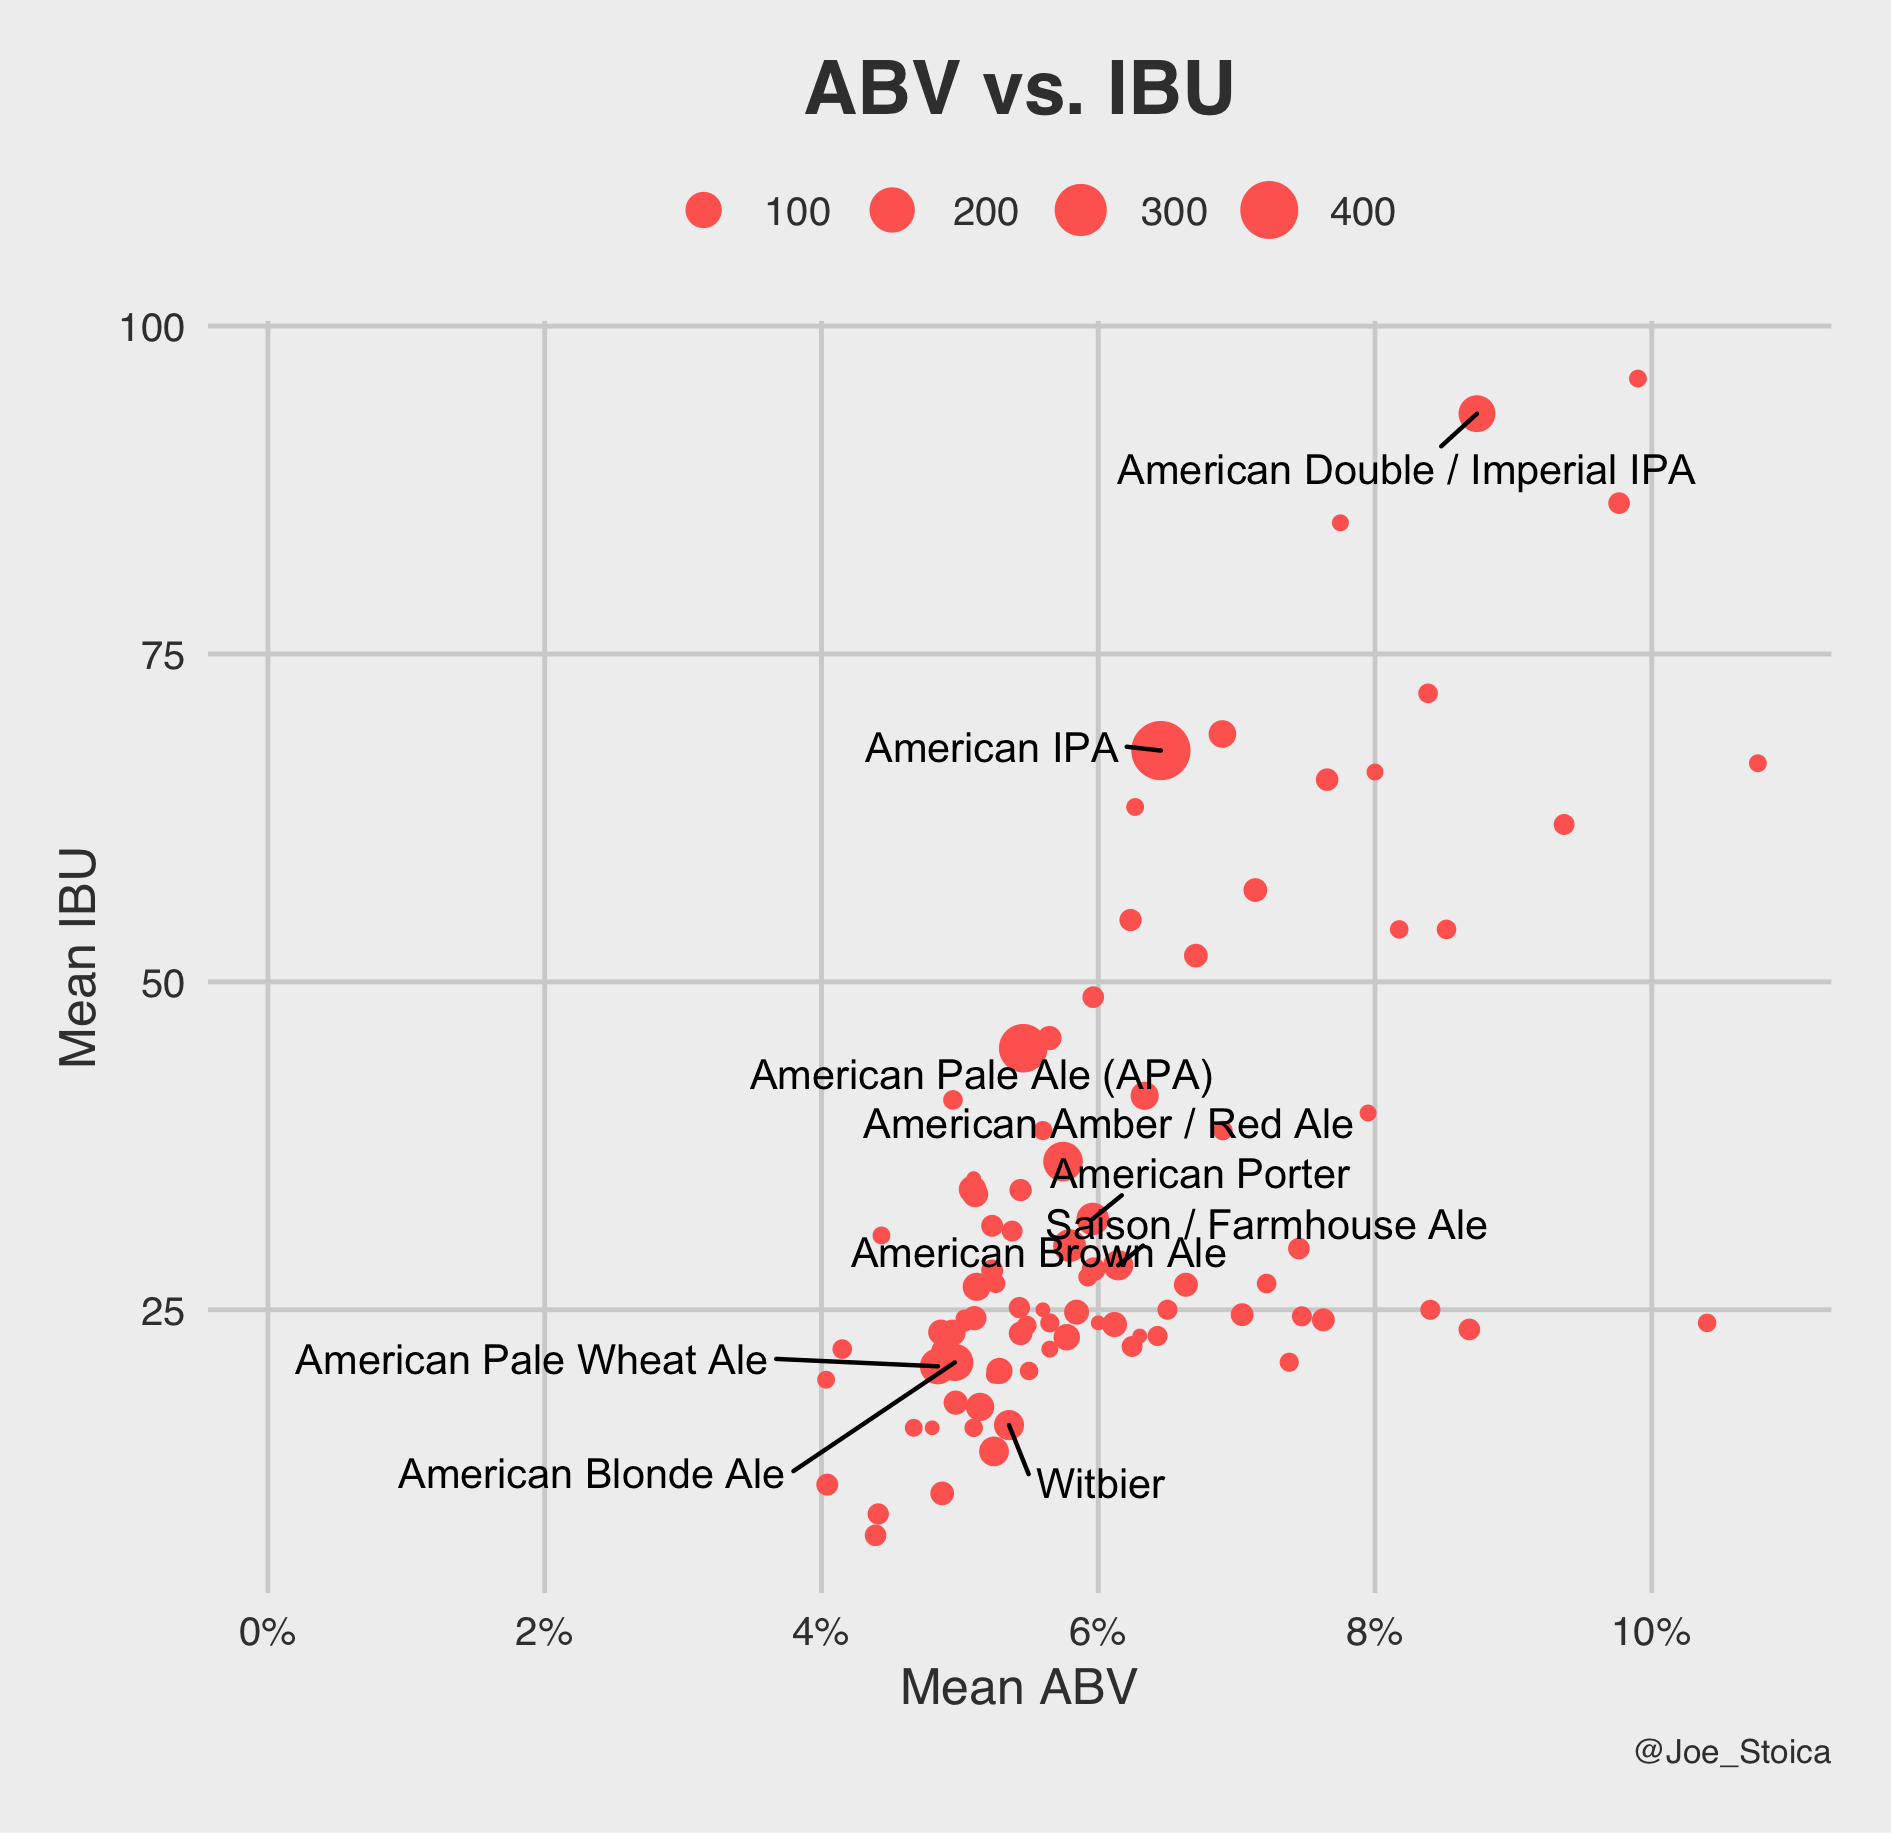 ABV vs. IBU
100 200 300 400
100
75
50
25
Mean IBU
American Double / Imperial IPA
American IPA
American Pale Ale (APA)
American Amber / Red Ale
American Porter
Saison / Farmhouse Ale
American Brown Ale
American Pale Wheat Ale
American Blonde Ale
Witbier
0% 2% 4% 6% 8% 10%
Mean ABV
@Joe_Stoica